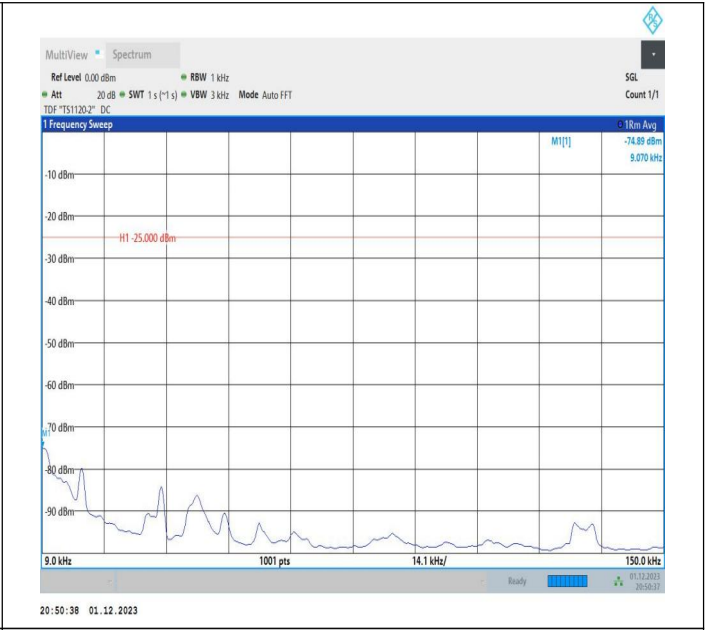 MultiView Spectrum
Ref Level 0.00 dBm RBW 1 kHz SGL
Att 20 dB SWT 1 s (~1 s) VBW 3 kHz Mode Auto FFT Count 1/1
TDF "TS1120-2" DC
1 Frequency Sweep 1Rm Avg
M1[1] -74.89 dBm
9.070 kHz
-10 dBm
-20 dBm
H1 -25.000 dBm
-30 dBm
-40 dBm
-50 dBm
-60 dBm
-70 dBm
M1
-80 dBm
-90 dBm
9.0 kHz 1001 pts 14.1 kHz/ 150.0 kHz
Ready 01.12.2023
20:50:37
20:50:38 01.12.2023